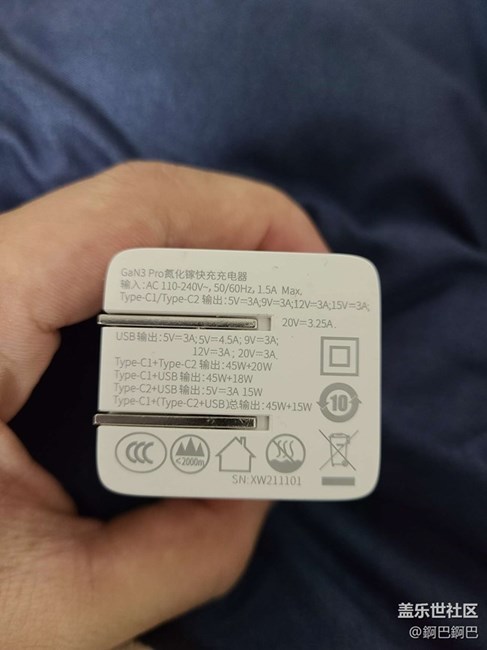 GaN3 Pro氮化镓快充充电器
输入:AC 110-240V~, 50/60Hz, 1.5A Max.
Type-C1/Type-C2 输出:5V=3A;9V=3A;12V=3A;15V=3A;
20V=3.25A.
USB输出:5V=3A;5V=4.5A; 9V=3A;
12V=3A ; 20V=3A.
Type-C1+Type-C2 输出:45W+20W
Type-C1+USB 输出:45W+18W
Type-C2+USB 输出:5V=3A 15W
Type-C1+(Type-C2+USB)总输出:45W+15W
10
CCC
≤2000m
SN: XW211101
盖乐世社区
@錒巴錒巴